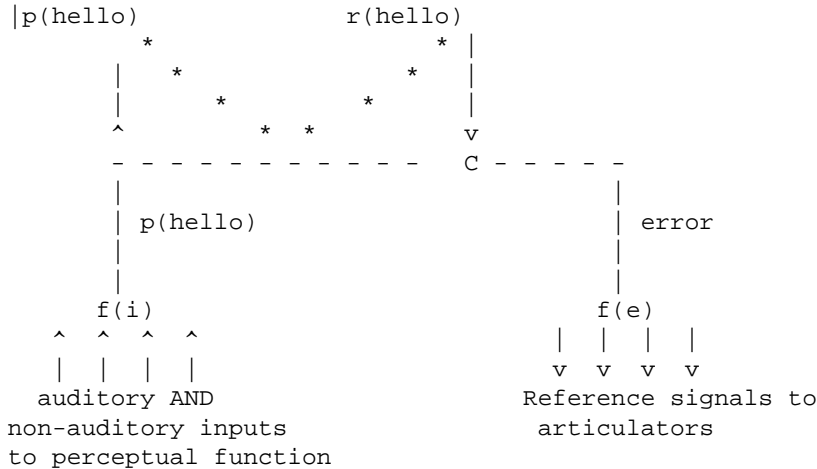 |p(hello)              r(hello)
         *                   * |
       |   *               *   |
       |      *         *      |
       ^         *  *          v
       - - - - - - - - - - -   C - - - - -
       |                                 |
       | p(hello)                        | error
       |                                 |
       |                                 |
      f(i)                              f(e)
   ^  ^  ^  ^                        |  |  |  |
   |  |  |  |                        v  v  v  v
  auditory AND                     Reference signals to
non-auditory inputs                 articulators
to perceptual function